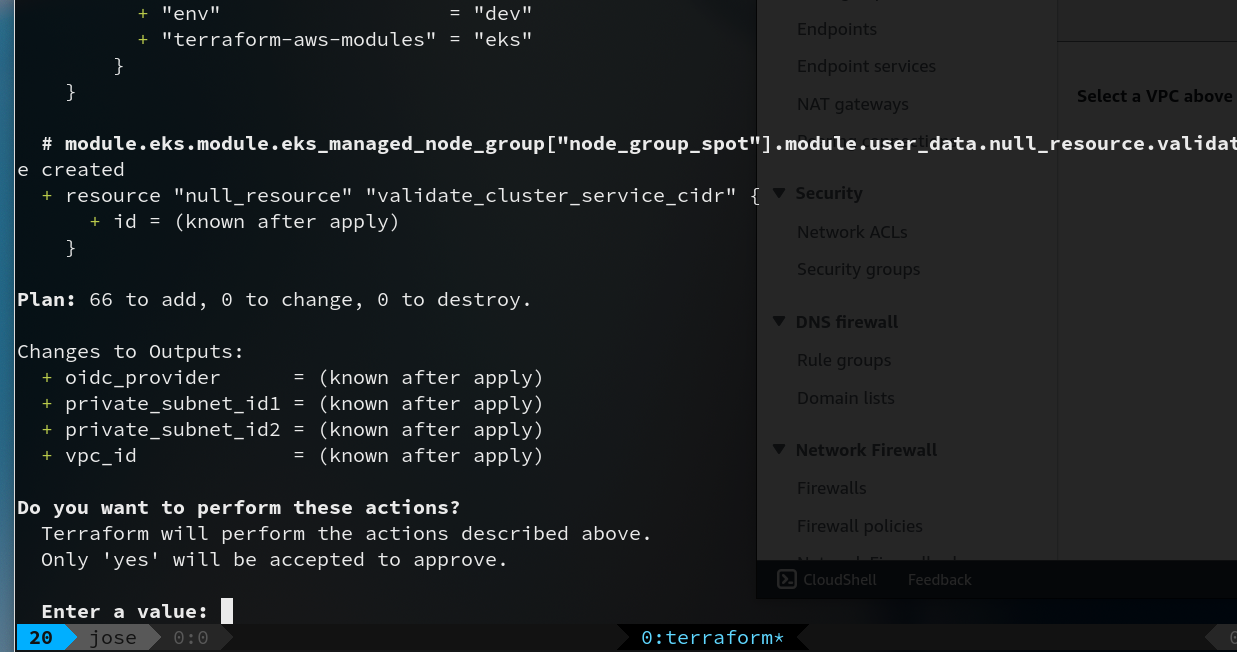 + "env"                   = "dev"
+ "terraform-aws-modules" = "eks"
}
}
# module.eks.module.eks_managed_node_group["node_group_spot"].module.user_data.null_resource.validat
e created
+ resource "null_resource" "validate_cluster_service_cidr" {
+ id = (known after apply)
}
Plan: 66 to add, 0 to change, 0 to destroy.
Changes to Outputs:
+ oidc_provider      = (known after apply)
+ private_subnet_id1 = (known after apply)
+ private_subnet_id2 = (known after apply)
+ vpc_id             = (known after apply)
Do you want to perform these actions?
Terraform will perform the actions described above.
Only 'yes' will be accepted to approve.
Enter a value:
20 jose 0:0 0:terraform*
Endpoints
Endpoint services
NAT gateways
Security
Network ACLs
Security groups
DNS firewall
Rule groups
Domain lists
Network Firewall
Firewalls
Firewall policies
CloudShell Feedback
Select a VPC above